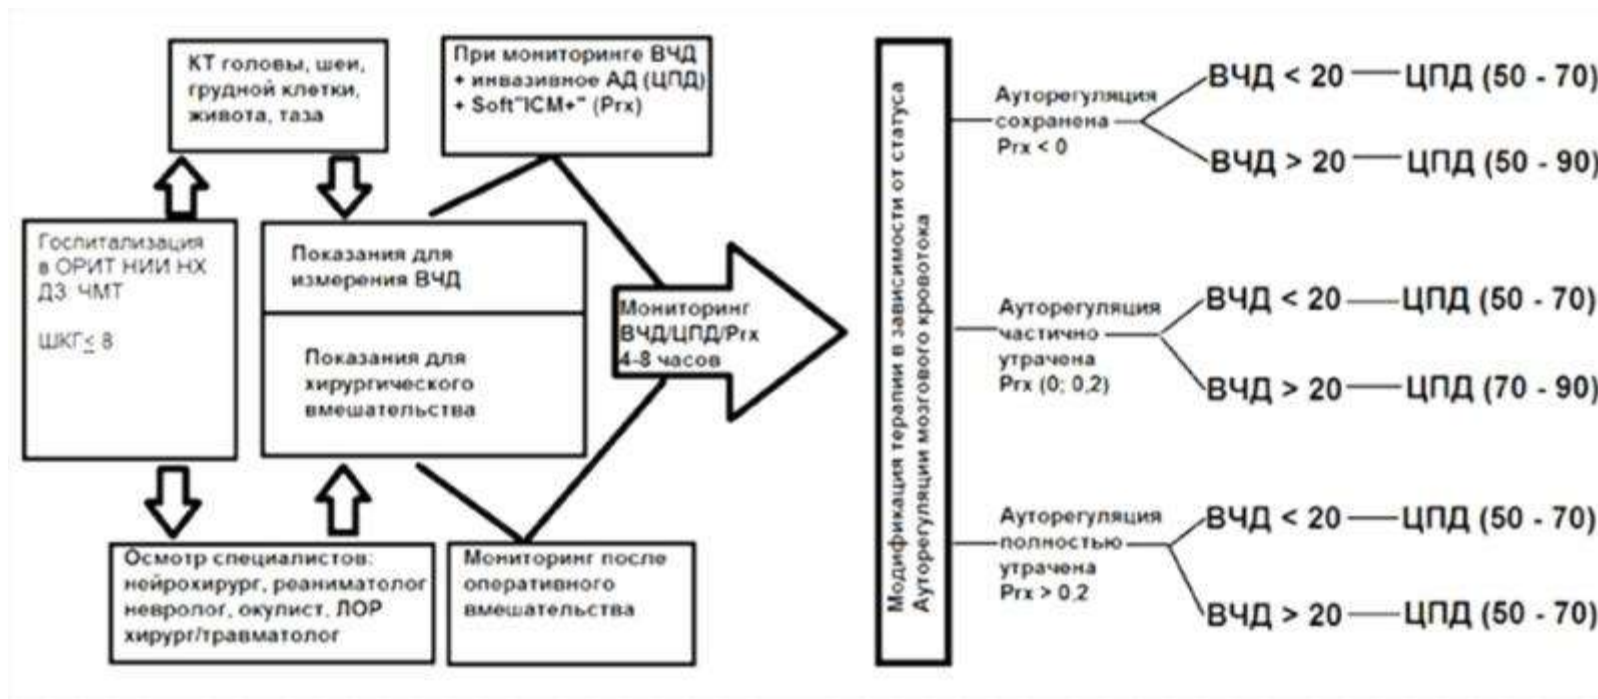 КТ головы, шеи,
грудной клетки,
живота, таза
При мониторинге ВЧД
+ инвазивное АД (ЦПД)
+ Soft"ICM+" (Prx)
Госпитализация
в ОРИТ НИИ НХ
ДЗ: ЧМТ
ШКГ≤ 8
Показания для
измерения ВЧД
Показания для
хирургического
вмешательства
Осмотр специалистов:
нейрохирург, реаниматолог
невролог, окулист, ЛОР
хирург/травматолог
Мониторинг после
оперативного
вмешательства
Мониторинг
ВЧД/ЦПД/Prx
4-8 часов
Модификация терапии в зависимости от статуса
Ауторегуляции мозгового кровотока
Ауторегуляция
сохранена
Prx < 0
ВЧД < 20 ЦПД (50 - 70)
ВЧД > 20 ЦПД (50 - 90)
Ауторегуляция
частично
утрачена
Prx (0; 0,2)
ВЧД < 20 ЦПД (50 - 70)
ВЧД > 20 ЦПД (70 - 90)
Ауторегуляция
полностью
утрачена
Prx > 0,2
ВЧД < 20 ЦПД (50 - 70)
ВЧД > 20 ЦПД (50 - 70)